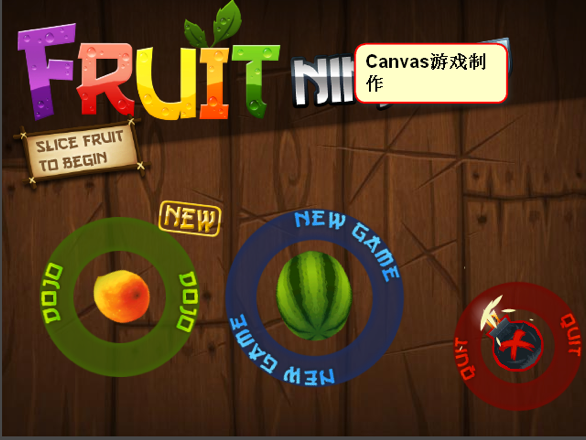 FRUIT
Canvas游戏制
作
SLICE FRUIT
TO BEGIN
NEW
NEW GAME
DOJO
DOJO
NEW GAME
QUIT
QUIT